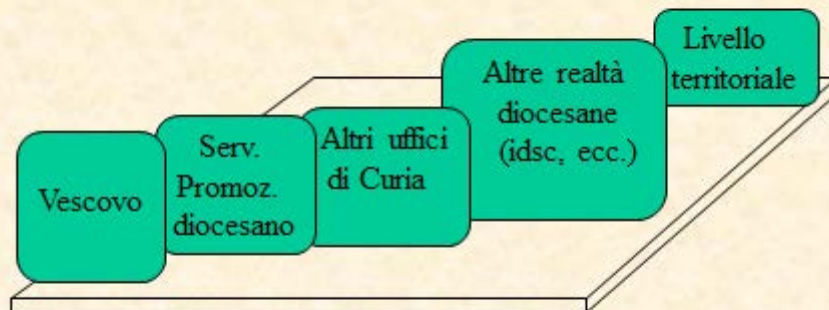 Vescovo
Serv.
Promoz.
diocesano
Altri uffici
di Curia
Altre realtà
diocesane
(idsc, ecc.)
Livello
territoriale